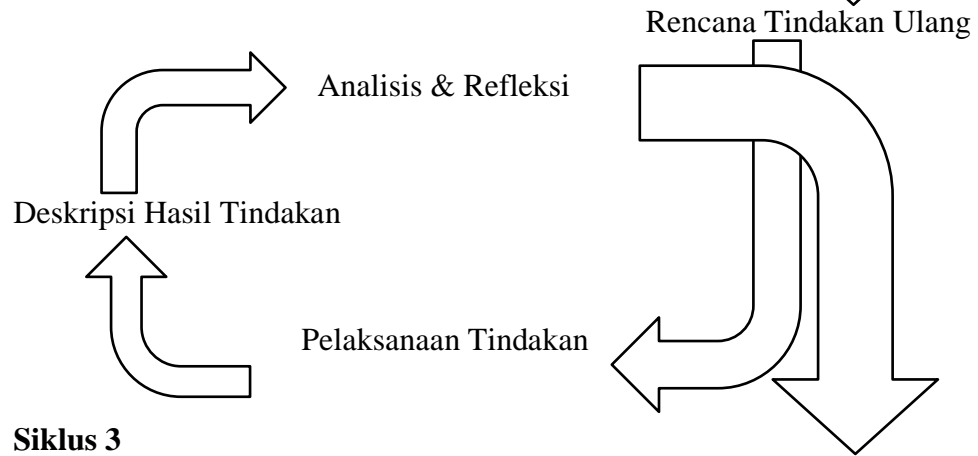 Rencana Tindakan Ulang
Analisis & Refleksi
Deskripsi Hasil Tindakan
Pelaksanaan Tindakan
Siklus 3